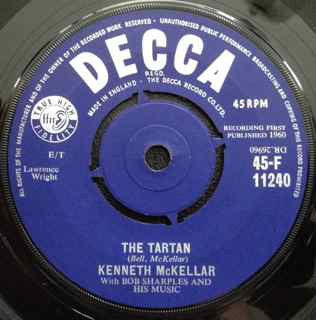 ALL RIGHTS OF THE MANUFACTURER AND OF THE OWNER OF THE RECORDED WORK RESERVED · UNAUTHORISED PUBLIC PERFORMANCE BROADCASTING AND COPYING OF THIS RECORD PROHIBITED
DECCA
REGD.
MADE IN ENGLAND · THE DECCA RECORD CO. LTD.
45 RPM
TRUE HIGH
FIDELITY
RECORDING FIRST
PUBLISHED 1960
E/T
DR.26960
Lawrence
Wright
45-F
11240
THE TARTAN
(Bell, McKellar)
KENNETH McKELLAR
With BOB SHARPLES AND
HIS MUSIC